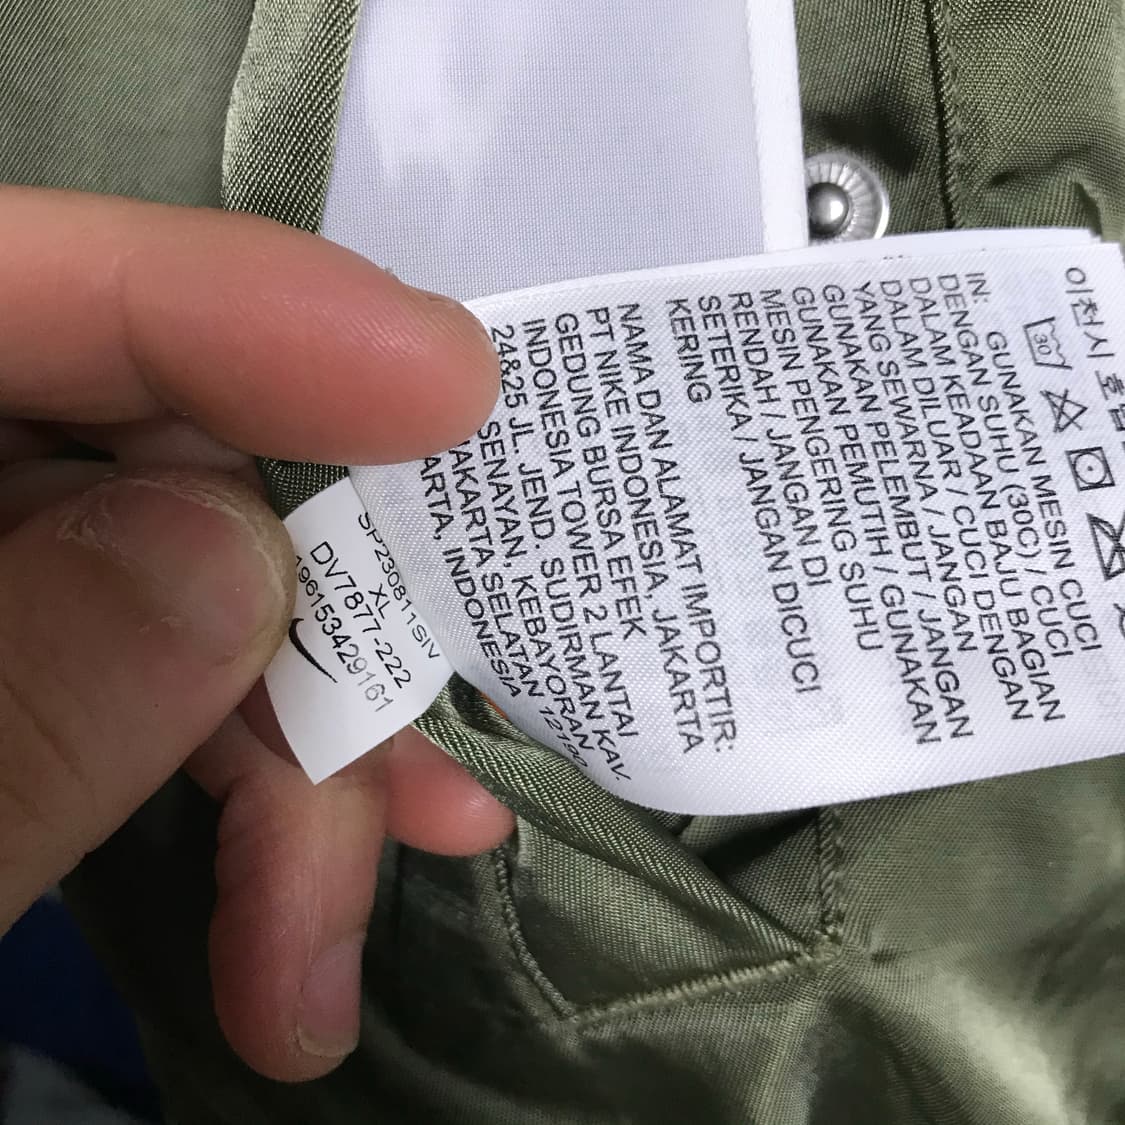 이천시 호법
30
IN: GUNAKAN MESIN CUCI
DENGAN SUHU (30C) / CUCI
DALAM KEADAAN BAJU BAGIAN
DALAM DILUAR / CUCI DENGAN
YANG SEWARNA / JANGAN
GUNAKAN PELEMBUT / JANGAN
GUNAKAN PEMUTIH / GUNAKAN
MESIN PENGERING SUHU
RENDAH / JANGAN DI
SETERIKA / JANGAN DICUCI
KERING
NAMA DAN ALAMAT IMPORTIR:
PT NIKE INDONESIA, JAKARTA
GEDUNG BURSA EFEK
INDONESIA TOWER 2 LANTAI
24&25 JL. JEND. SUDIRMAN KAV.
SENAYAN, KEBAYORAN
JAKARTA SELATAN 12190
ARTA, INDONESIA
SP230811SIV
XL
DV7877-222
196153429161